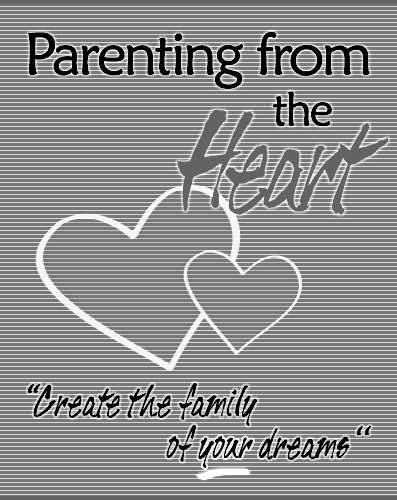 Parenting from
the
Heart
“Create the family
of your dreams“